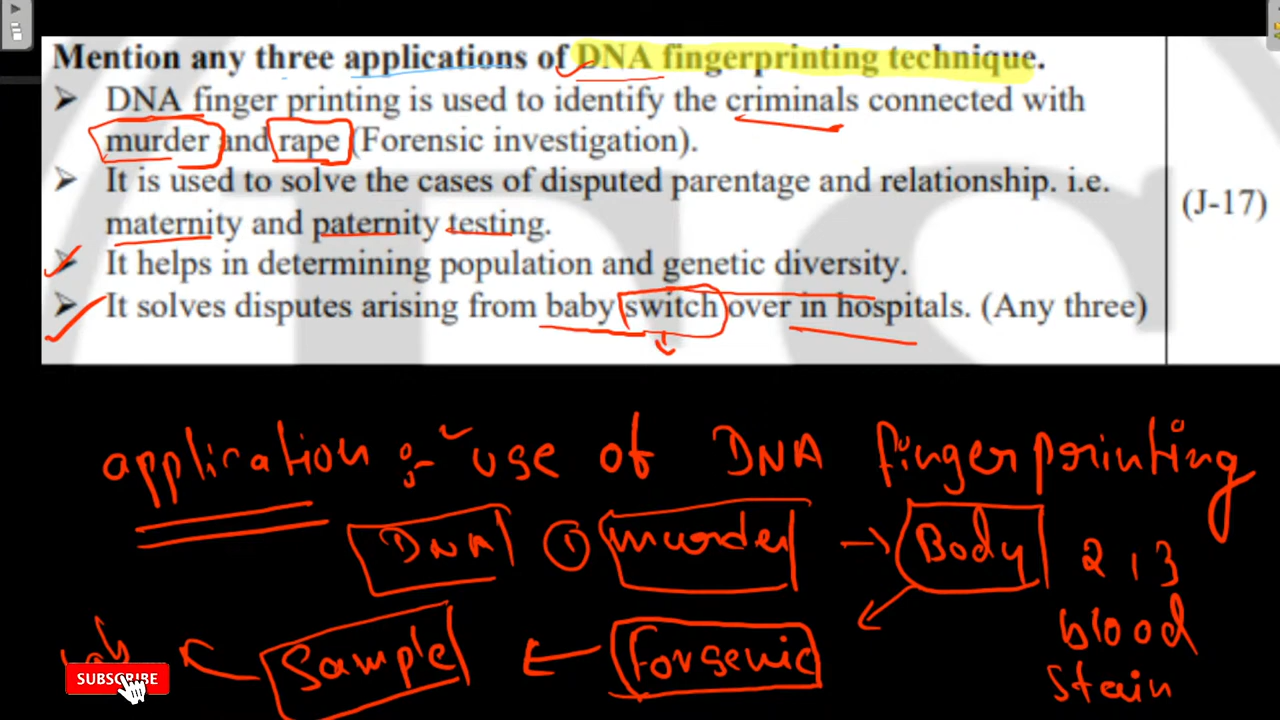 Mention any three applications of DNA fingerprinting technique.
➤ DNA finger printing is used to identify the criminals connected with
murder and rape (Forensic investigation).
➤ It is used to solve the cases of disputed parentage and relationship. i.e.
maternity and paternity testing.
(J-17)
➤ It helps in determining population and genetic diversity.
➤ It solves disputes arising from baby switch over in hospitals. (Any three)
application :- use of DNA fingerprinting
DNA ① murder → Body 2, 3
blood
Sample ← Forsenic
stain
SUBSCRIBE